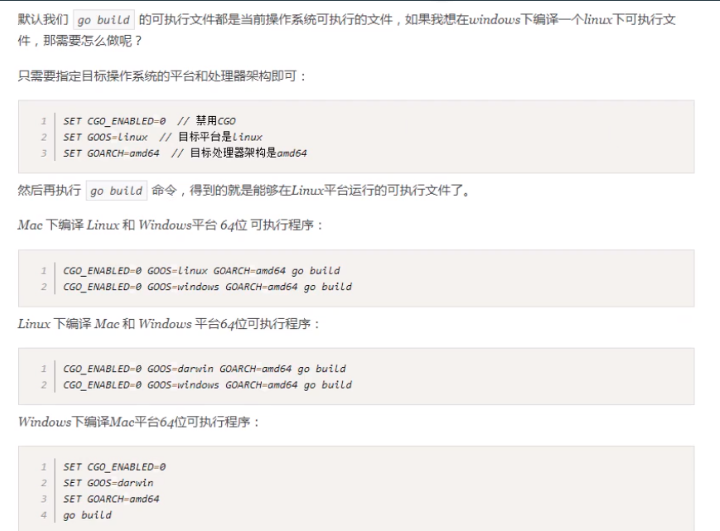 默认我们 go build 的可执行文件都是当前操作系统可执行的文件，如果我想在windows下编译一个linux下可执行文
件，那需要怎么做呢？
只需要指定目标操作系统的平台和处理器架构即可：
1 SET CGO_ENABLED=0 // 禁用CGO
2 SET GOOS=linux // 目标平台是linux
3 SET GOARCH=amd64 // 目标处理器架构是amd64
然后再执行 go build 命令，得到的就是能够在Linux平台运行的可执行文件了。
Mac 下编译 Linux 和 Windows平台 64位 可执行程序：
1 CGO_ENABLED=0 GOOS=linux GOARCH=amd64 go build
2 CGO_ENABLED=0 GOOS=windows GOARCH=amd64 go build
Linux 下编译 Mac 和 Windows 平台64位可执行程序：
1 CGO_ENABLED=0 GOOS=darwin GOARCH=amd64 go build
2 CGO_ENABLED=0 GOOS=windows GOARCH=amd64 go build
Windows下编译Mac平台64位可执行程序：
1 SET CGO_ENABLED=0
2 SET GOOS=darwin
3 SET GOARCH=amd64
4 go build